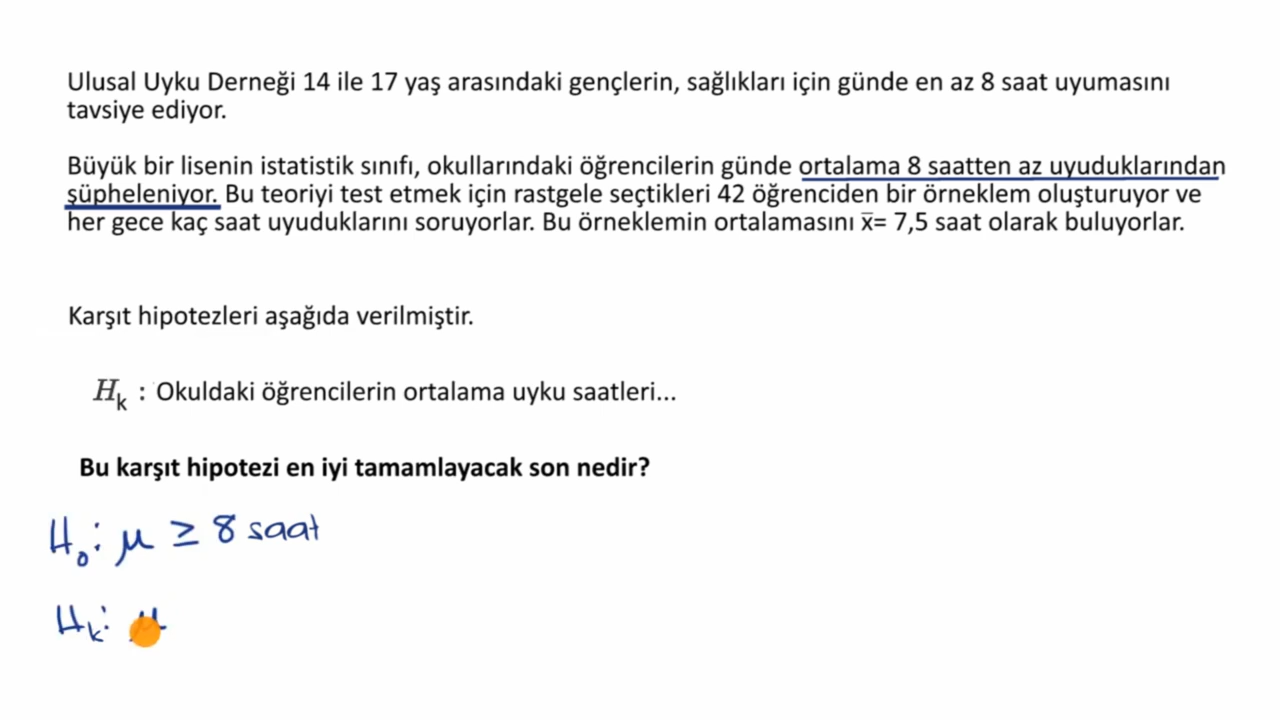 Ulusal Uyku Derneği 14 ile 17 yaş arasındaki gençlerin, sağlıkları için günde en az 8 saat uyumasını
tavsiye ediyor.
Büyük bir lisenin istatistik sınıfı, okullarındaki öğrencilerin günde ortalama 8 saatten az uyuduklarından
şüpheleniyor. Bu teoriyi test etmek için rastgele seçtikleri 42 öğrenciden bir örneklem oluşturuyor ve
her gece kaç saat uyuduklarını soruyorlar. Bu örneklemin ortalamasını x̅= 7,5 saat olarak buluyorlar.
Karşıt hipotezleri aşağıda verilmiştir.
Hₖ : Okuldaki öğrencilerin ortalama uyku saatleri...
Bu karşıt hipotezi en iyi tamamlayacak son nedir?
H₀: μ ≥ 8 saat
Hₖ: μ